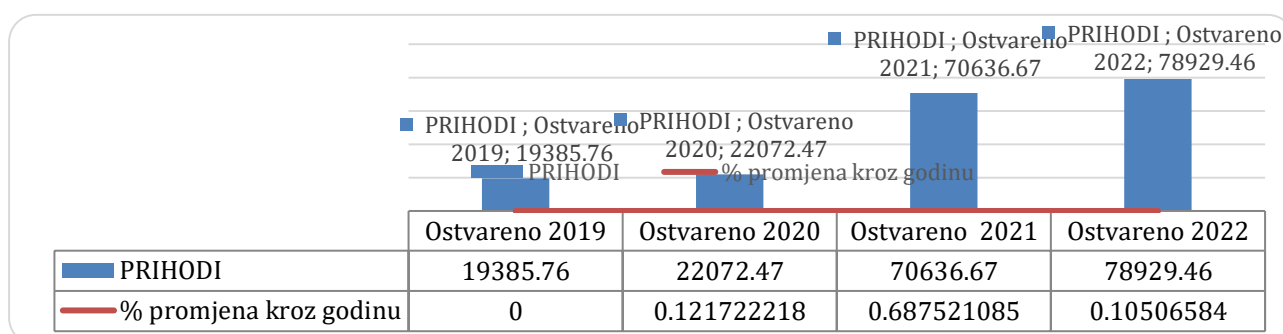 PRIHODI ; Ostvareno
2021; 70636.67
PRIHODI ; Ostvareno
2022; 78929.46
PRIHODI ; Ostvareno
2019; 19385.76
PRIHODI ; Ostvareno
2020; 22072.47
PRIHODI
% promjena kroz godinu
Ostvareno 2019 Ostvareno 2020 Ostvareno 2021 Ostvareno 2022
PRIHODI 19385.76 22072.47 70636.67 78929.46
% promjena kroz godinu 0 0.121722218 0.687521085 0.10506584